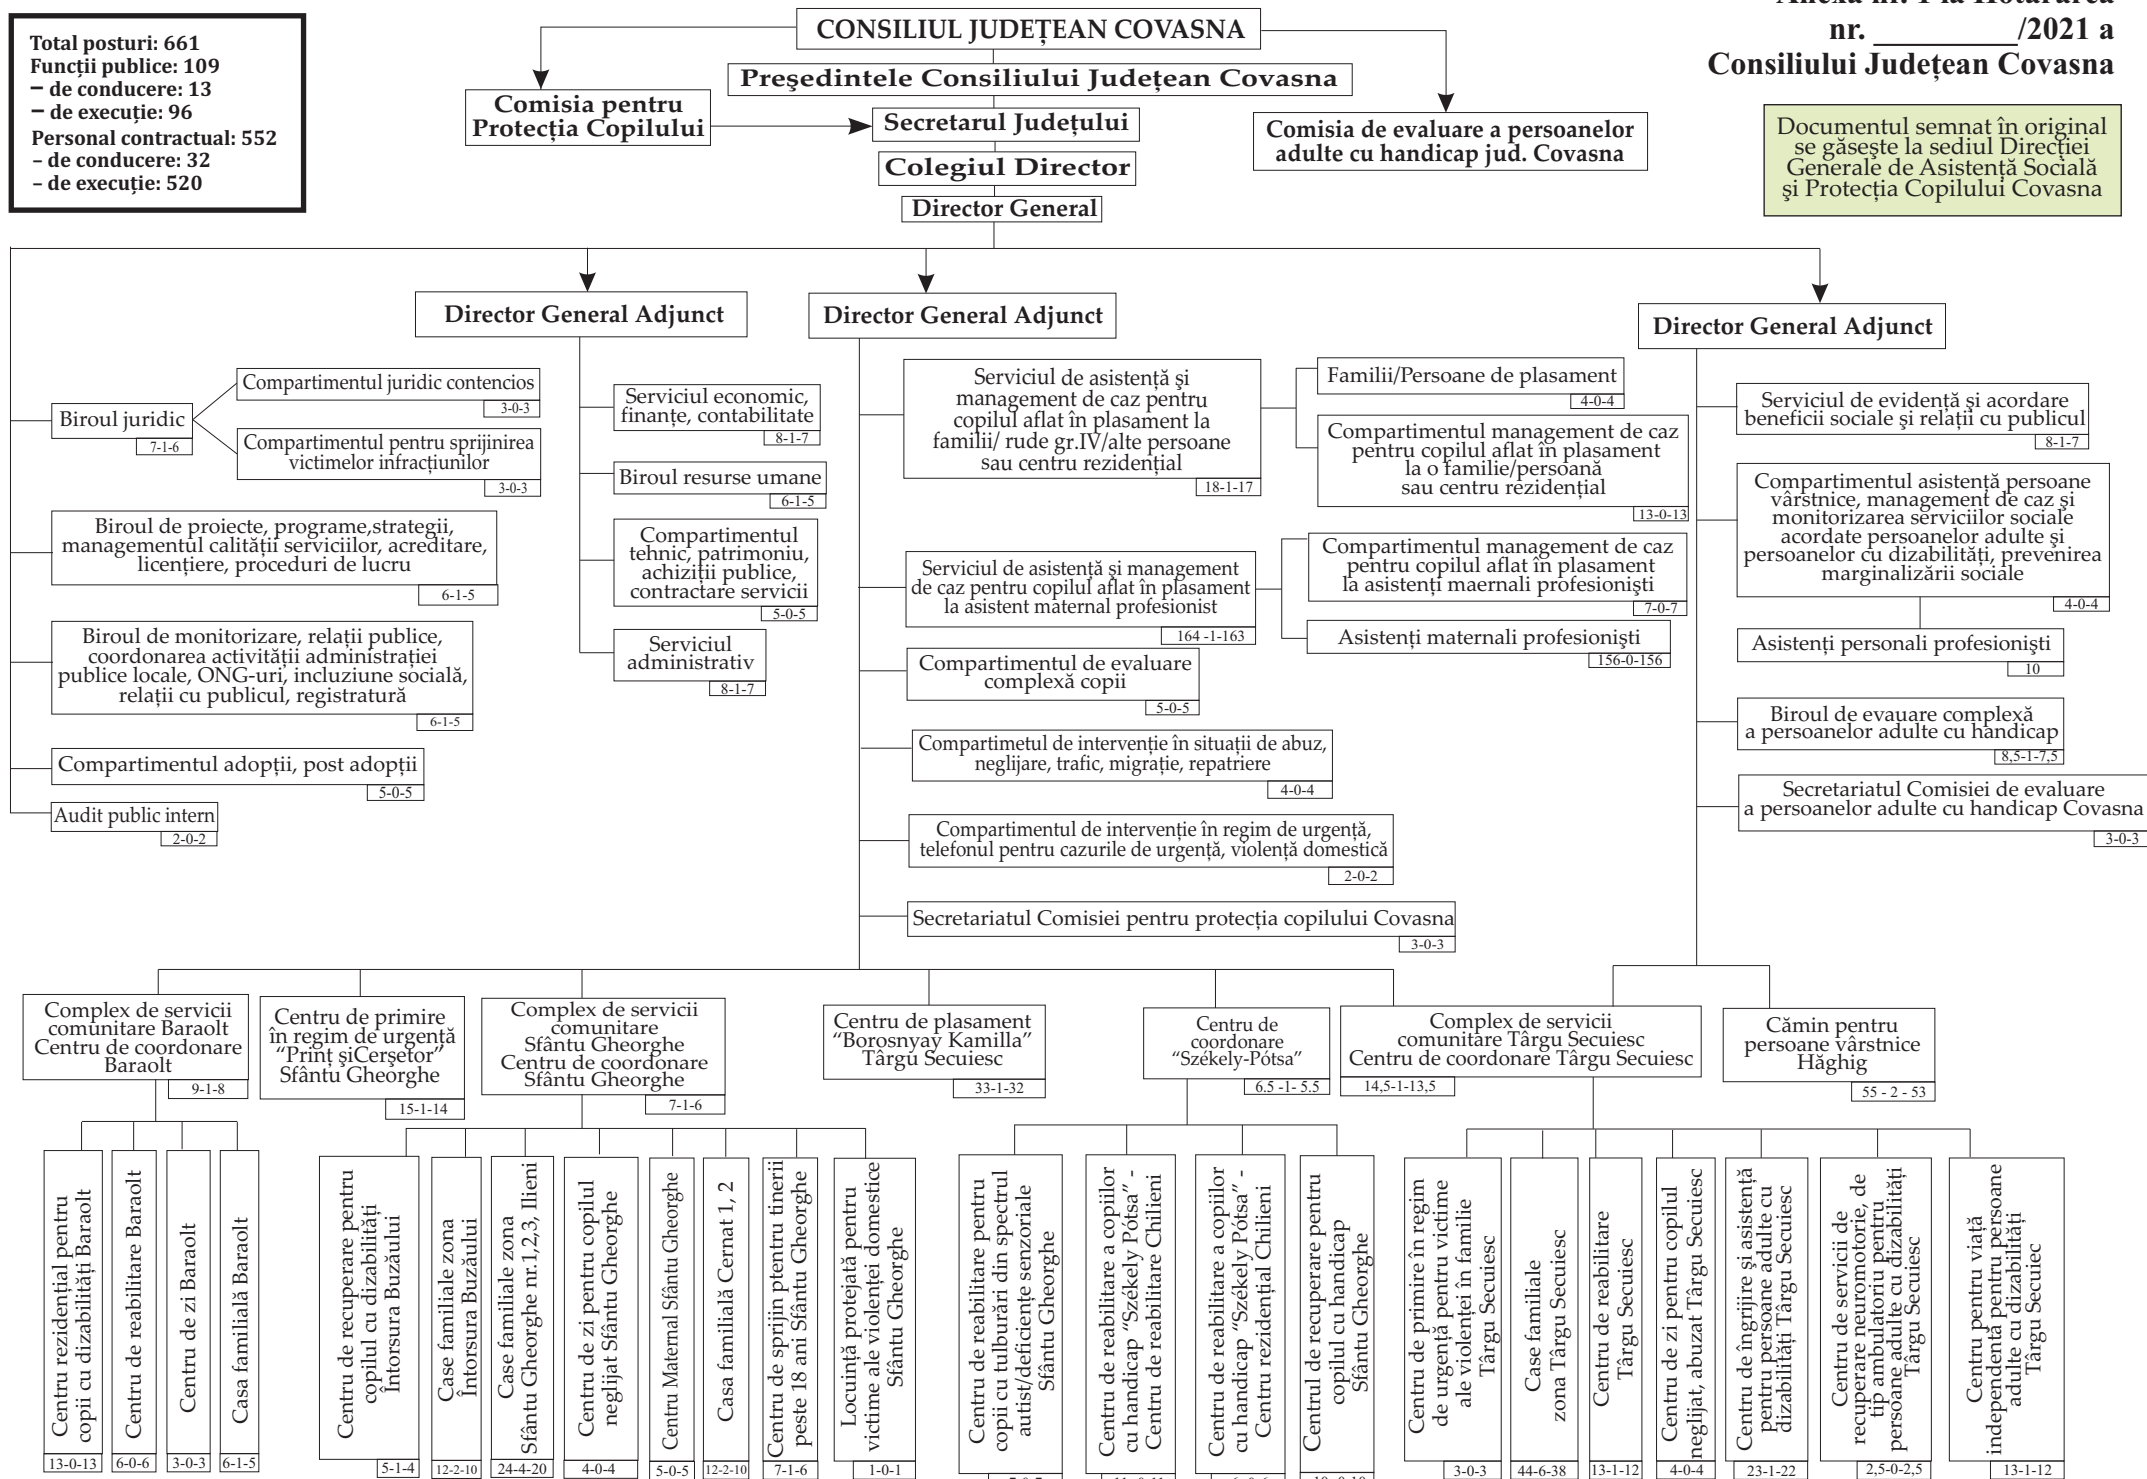 Total posturi: 661
Funcții publice: 109
– de conducere: 13
– de execuție: 96
Personal contractual: 552
– de conducere: 32
– de execuție: 520
nr. _________/2021 a
Consiliului Județean Covasna
Documentul semnat în original
se găseşte la sediul Direcției
Generale de Asistență Socială
şi Protecția Copilului Covasna
CONSILIUL JUDEȚEAN COVASNA
Preşedintele Consiliului Județean Covasna
Comisia pentru
Protecția Copilului
Secretarul Județului
Comisia de evaluare a persoanelor
adulte cu handicap jud. Covasna
Colegiul Director
Director General
Director General Adjunct
Director General Adjunct
Director General Adjunct
Biroul juridic
7-1-6
Compartimentul juridic contencios
3-0-3
Compartimentul pentru sprijinirea
victimelor infracțiunilor
3-0-3
Biroul de proiecte, programe,strategii,
managementul calității serviciilor, acreditare,
licențiere, proceduri de lucru
6-1-5
Biroul de monitorizare, relații publice,
coordonarea activității administrației
publice locale, ONG-uri, incluziune socială,
relații cu publicul, registratură
6-1-5
Compartimentul adopții, post adopții
5-0-5
Audit public intern
2-0-2
Serviciul economic,
finanțe, contabilitate
8-1-7
Biroul resurse umane
6-1-5
Compartimentul
tehnic, patrimoniu,
achiziții publice,
contractare servicii
5-0-5
Serviciul
administrativ
8-1-7
Serviciul de asistență şi
management de caz pentru
copilul aflat în plasament la
familii/ rude gr.IV/alte persoane
sau centru rezidențial
18-1-17
Familii/Persoane de plasament
4-0-4
Compartimentul management de caz
pentru copilul aflat în plasament
la o familie/persoană
sau centru rezidențial
13-0-13
Serviciul de asistență şi management
de caz pentru copilul aflat în plasament
la asistent maternal profesionist
164 -1-163
Compartimentul management de caz
pentru copilul aflat în plasament
la asistenți maernali profesionişti
7-0-7
Asistenți maternali profesionişti
156-0-156
Compartimentul de evaluare
complexă copii
5-0-5
Compartimetul de intervenție în situații de abuz,
neglijare, trafic, migrație, repatriere
4-0-4
Compartimentul de intervenție în regim de urgență,
telefonul pentru cazurile de urgență, violență domestică
2-0-2
Secretariatul Comisiei pentru protecția copilului Covasna
3-0-3
Serviciul de evidență şi acordare
beneficii sociale şi relații cu publicul
8-1-7
Compartimentul asistență persoane
vârstnice, management de caz şi
monitorizarea serviciilor sociale
acordate persoanelor adulte şi
persoanelor cu dizabilități, prevenirea
marginalizării sociale
4-0-4
Asistenți personali profesionişti
10
Biroul de evauare complexă
a persoanelor adulte cu handicap
8,5-1-7,5
Secretariatul Comisiei de evaluare
a persoanelor adulte cu handicap Covasna
3-0-3
Complex de servicii
comunitare Baraolt
Centru de coordonare
Baraolt
9-1-8
Centru de primire
în regim de urgență
“Prinț şiCerşetor”
Sfântu Gheorghe
15-1-14
Complex de servicii
comunitare
Sfântu Gheorghe
Centru de coordonare
Sfântu Gheorghe
7-1-6
Centru de plasament
“Borosnyay Kamilla”
Târgu Secuiesc
33-1-32
Centru de
coordonare
“Székely-Pótsa”
6.5 -1- 5.5
Complex de servicii
comunitare Târgu Secuiesc
Centru de coordonare Târgu Secuiesc
14,5-1-13,5
Cămin pentru
persoane vârstnice
Hăghig
55 - 2 - 53
Centru rezidențial pentru
copii cu dizabilități Baraolt
13-0-13
Centru de reabilitare Baraolt
6-0-6
Centru de zi Baraolt
3-0-3
Casa familială Baraolt
6-1-5
Centru de recuperare pentru
copilul cu dizabilități
Întorsura Buzăului
5-1-4
Case familiale zona
Întorsura Buzăului
12-2-10
Case familiale zona
Sfântu Gheorghe nr.1,2,3, Ilieni
24-4-20
Centru de zi pentru copilul
neglijat Sfântu Gheorghe
4-0-4
Centru Maternal Sfântu Gheorghe
5-0-5
Casa familială Cernat 1, 2
12-2-10
Centru de sprijin ptentru tinerii
peste 18 ani Sfântu Gheorghe
7-1-6
Locuință protejată pentru
victime ale violenței domestice
Sfântu Gheorghe
1-0-1
Centru de reabilitare pentru
copii cu tulburări din spectrul
autist/deficiențe senzoriale
Sfântu Gheorghe
Centru de reabilitare a copiilor
cu handicap “Székely Pótsa” -
Centru de reabilitare Chilieni
Centru de reabilitare a copiilor
cu handicap “Székely Pótsa” -
Centru rezidențial Chilieni
Centrul de recuperare pentru
copilul cu handicap
Sfântu Gheorghe
Centru de primire în regim
de urgență pentru victime
ale violenței în familie
Târgu Secuiesc
3-0-3
Case familiale
zona Târgu Secuiesc
44-6-38
Centru de reabilitare
Târgu Secuiesc
13-1-12
Centru de zi pentru copilul
neglijat, abuzat Târgu Secuiesc
4-0-4
Centru de îngrijire şi asistență
pentru persoane adulte cu
dizabilități Târgu Secuiesc
23-1-22
Centru de servicii de
recuperare neuromotorie, de
tip ambulatoriu pentru
persoane adulte cu dizabilități
Târgu Secuiesc
2,5-0-2,5
Centru pentru viață
independentă pentru persoane
adulte cu dizabilități
Târgu Secuiec
13-1-12